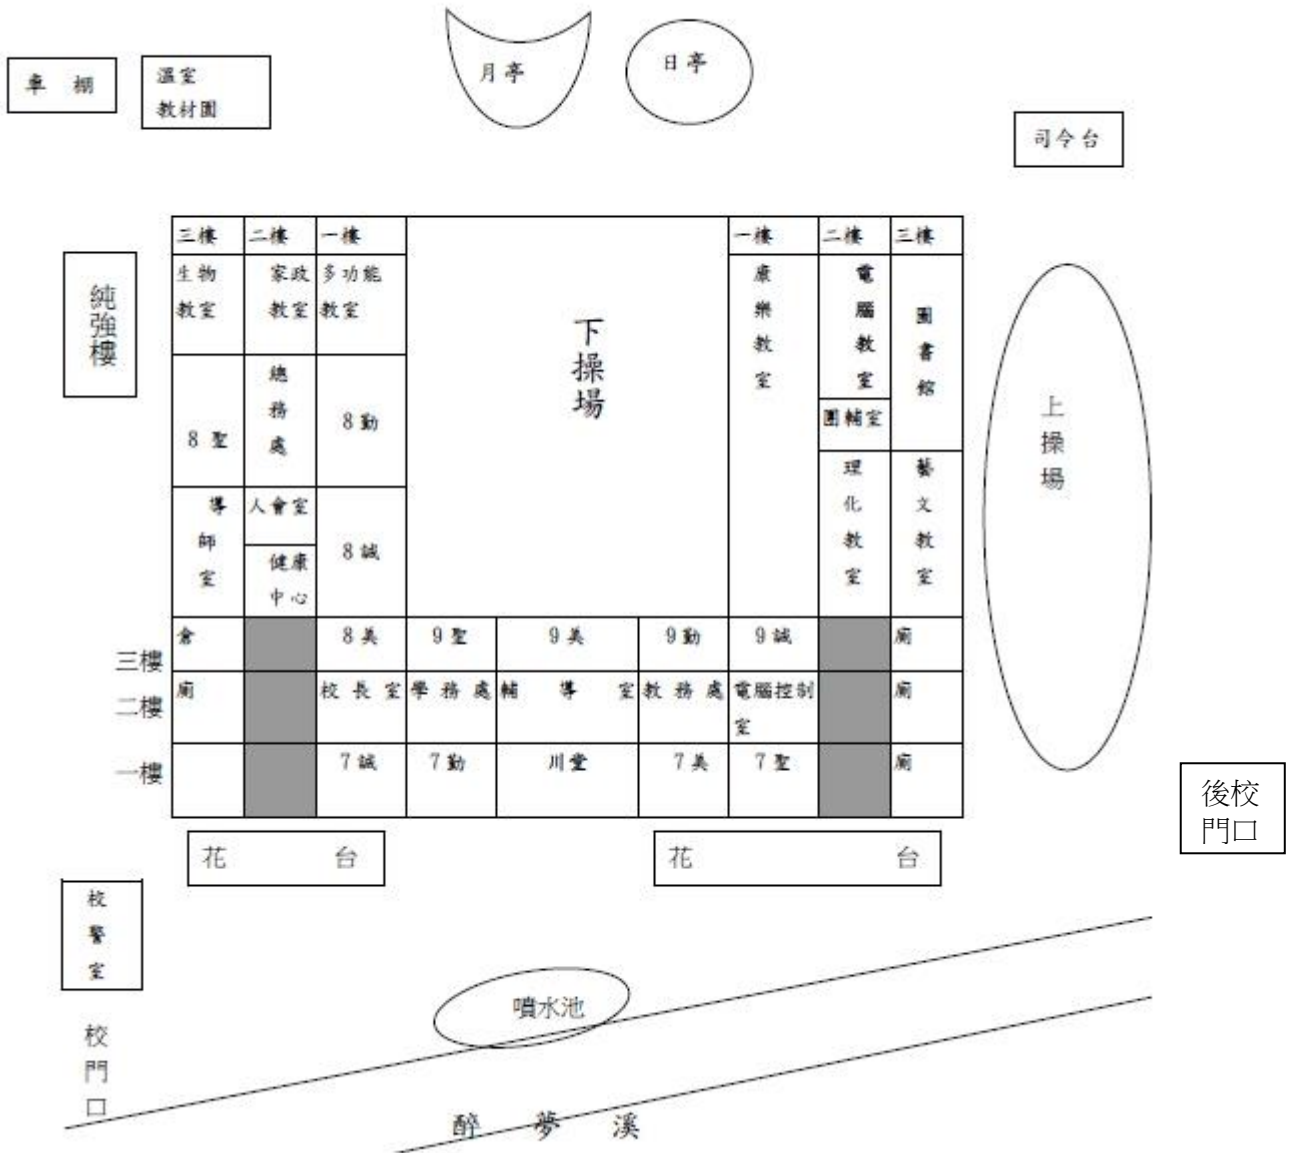 月亭
日亭
車棚
溫室
教材園
司令台
純強樓
三樓
二樓
一樓
一樓
二樓
三樓
生物
教室
家政
教室
多功能
教室
下操場
康樂教室
電腦教室
圖書館
上操場
8聖
總務處
8勤
團輔室
導師室
人會室
健康
中心
8誠
理化教室
藝文教室
三樓
倉
8美
9聖
9美
9勤
9誠
廁
二樓
廁
校長室
學務處
輔導室
教務處
電腦控制
室
廁
一樓
7誠
7勤
川堂
7美
7聖
廁
後校
門口
花台
花台
校警室
校門口
噴水池
醉夢溪